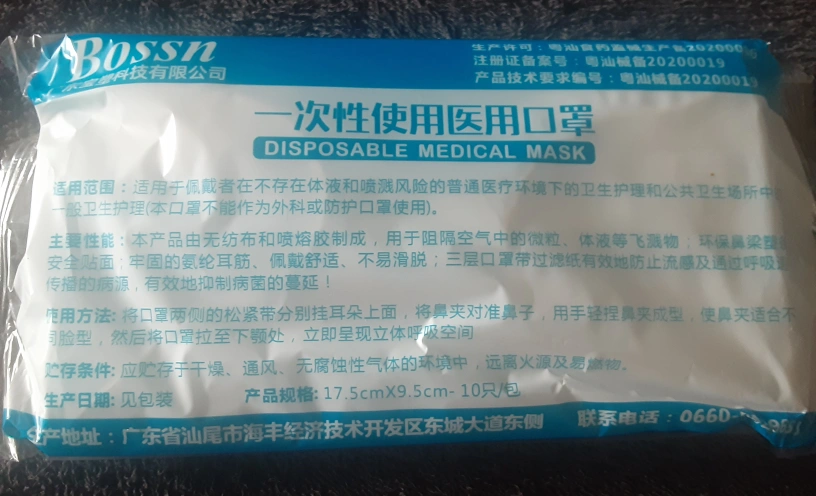 Bossn
科技有限公司
生产许可：粤汕食药监械生产备202000
注册证备案号：粤汕械备20200019
产品技术要求编号：粤汕械备20200019
一次性使用医用口罩
DISPOSABLE MEDICAL MASK
适用范围：适用于佩戴者在不存在体液和喷溅风险的普通医疗环境下的卫生护理和公共卫生场所中
一般卫生护理(本口罩不能作为外科或防护口罩使用)。
主要性能：本产品由无纺布和喷熔胶制成，用于阻隔空气中的微粒、体液等飞溅物；环保鼻梁
安全贴面；牢固的氨纶耳筋、佩戴舒适、不易滑脱；三层口罩带过滤纸有效地防止流感及通过呼吸道
传播的病源，有效地抑制病菌的蔓延！
使用方法：将口罩两侧的松紧带分别挂耳朵上面，将鼻夹对准鼻子，用手轻捏鼻夹成型，使鼻夹适合不
同脸型，然后将口罩拉至下颚处，立即呈现立体呼吸空间
贮存条件：应贮存于干燥、通风、无腐蚀性气体的环境中，远离火源及易燃物。
生产日期：见包装 产品规格：17.5cmX9.5cm- 10只/包
生产地址：广东省汕尾市海丰经济技术开发区东城大道东侧 联系电话：0660-